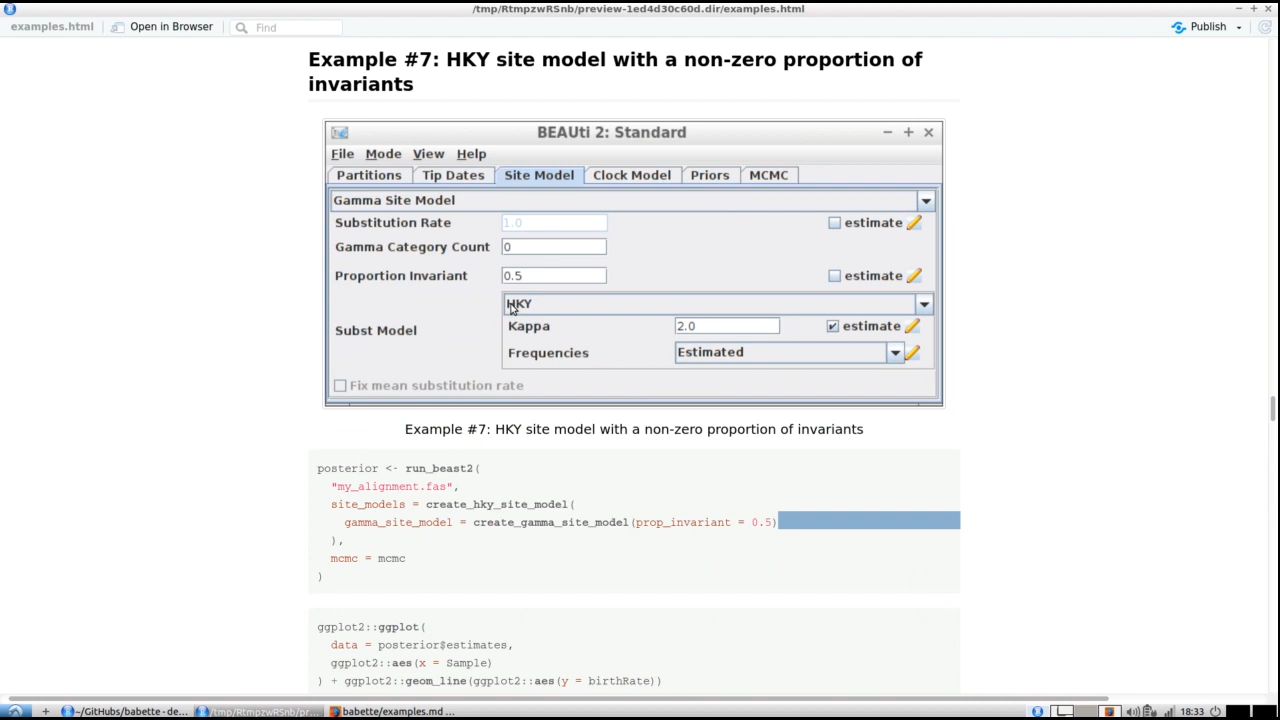 /tmp/RtmpzwRSnb/preview-1ed4d30c60d.dir/examples.html
examples.html Open in Browser Find Publish
Example #7: HKY site model with a non-zero proportion of
invariants
BEAUti 2: Standard
File Mode View Help
Partitions Tip Dates Site Model Clock Model Priors MCMC
Gamma Site Model
Substitution Rate 1.0 estimate
Gamma Category Count 0
Proportion Invariant 0.5 estimate
HKY
Subst Model
Kappa 2.0 estimate
Frequencies Estimated
Fix mean substitution rate
Example #7: HKY site model with a non-zero proportion of invariants
posterior <- run_beast2(
"my_alignment.fas",
site_models = create_hky_site_model(
gamma_site_model = create_gamma_site_model(prop_invariant = 0.5)
),
mcmc = mcmc
)
ggplot2::ggplot(
data = posterior$estimates,
ggplot2::aes(x = Sample)
) + ggplot2::geom_line(ggplot2::aes(y = birthRate))
~/GitHubs/babette - de... /tmp/RtmpzwRSnb/pr... babette/examples.md ... 18:33